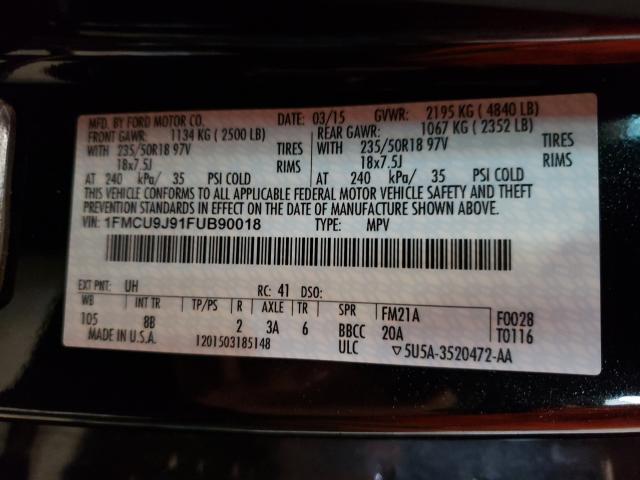 MFD. BY FORD MOTOR CO. DATE: 03/15 GVWR: 2195 KG ( 4840 LB)
FRONT GAWR: 1134 KG ( 2500 LB) REAR GAWR: 1067 KG ( 2352 LB)
WITH 235/50R18 97V TIRES WITH 235/50R18 97V TIRES
18x7.5J RIMS 18x7.5J RIMS
AT 240 kPa/ 35 PSI COLD AT 240 kPa/ 35 PSI COLD
THIS VEHICLE CONFORMS TO ALL APPLICABLE FEDERAL MOTOR VEHICLE SAFETY AND THEFT
PREVENTION STANDARDS IN EFFECT ON THE DATE OF MANUFACTURE SHOWN ABOVE.
VIN: 1FMCU9J91FUB90018 TYPE: MPV
EXT PNT: UH RC: 41 DSO:
WB INT TR TP/PS R AXLE TR SPR FM21A F0028
105 8B 2 3A 6 BBCC 20A T0116
MADE IN U.S.A. 1201503185148 ULC ▽5U5A-3520472-AA